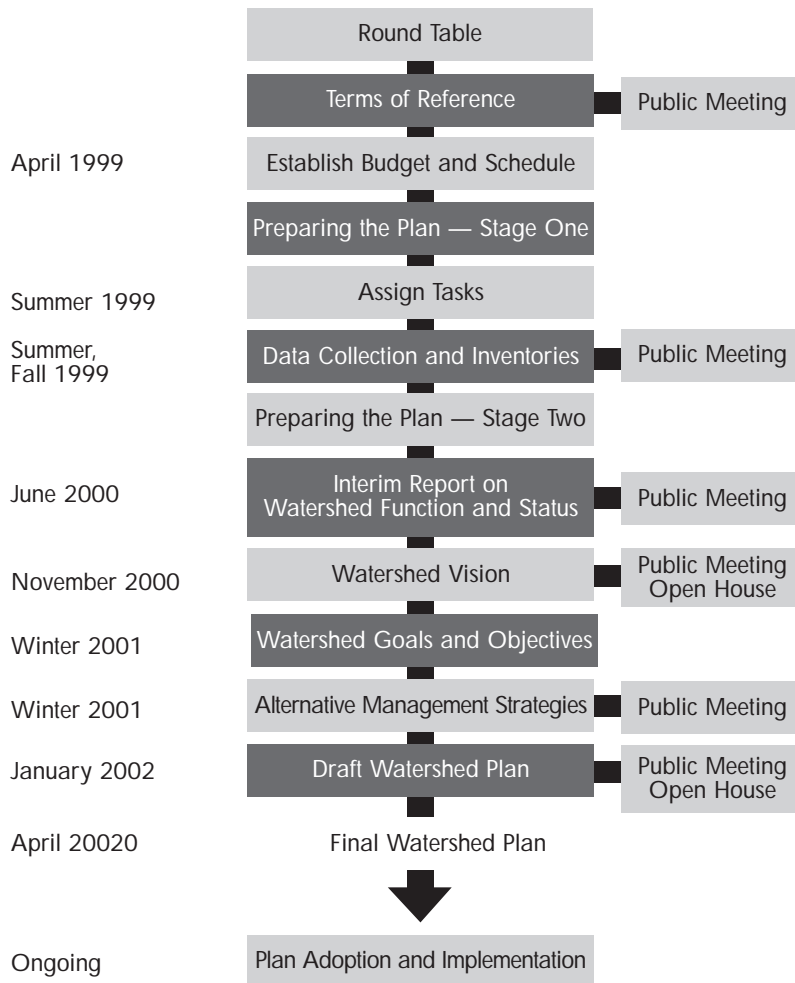 Round Table
Terms of Reference
Public Meeting
April 1999
Establish Budget and Schedule
Preparing the Plan — Stage One
Summer 1999
Assign Tasks
Summer,
Fall 1999
Data Collection and Inventories
Public Meeting
Preparing the Plan — Stage Two
June 2000
Interim Report on
Watershed Function and Status
Public Meeting
November 2000
Watershed Vision
Public Meeting
Open House
Winter 2001
Watershed Goals and Objectives
Winter 2001
Alternative Management Strategies
Public Meeting
January 2002
Draft Watershed Plan
Public Meeting
Open House
April 20020
Final Watershed Plan
Ongoing
Plan Adoption and Implementation